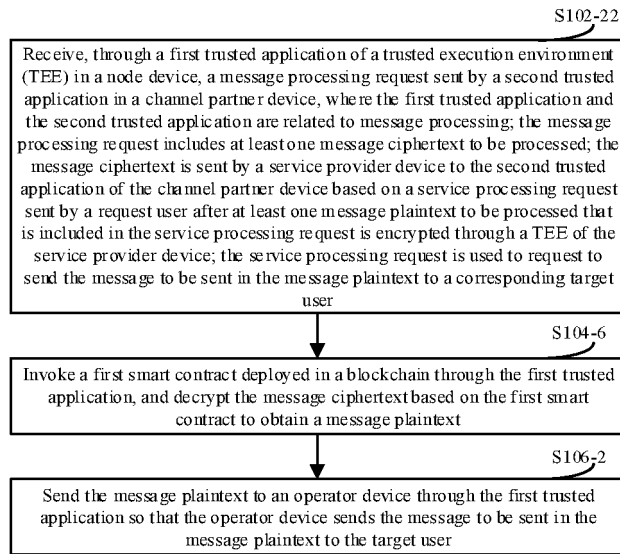 S102-22
Receive, through a first trusted application of a trusted execution environment
(TEE) in a node device, a message processing request sent by a second trusted
application in a channel partner device, where the first trusted application and
the second trusted application are related to message processing; the message
processing request includes at least one message ciphertext to be processed; the
message ciphertext is sent by a service provider device to the second trusted
application of the channel partner device based on a service processing request
sent by a request user after at least one message plaintext to be processed that
is included in the service processing request is encrypted through a TEE of the
service provider device; the service processing request is used to request to
send the message to be sent in the message plaintext to a corresponding target
user
S104-6
Invoke a first smart contract deployed in a blockchain through the first trusted
application, and decrypt the message ciphertext based on the first smart
contract to obtain a message plaintext
S106-2
Send the message plaintext to an operator device through the first trusted
application so that the operator device sends the message to be sent in the
message plaintext to the target user